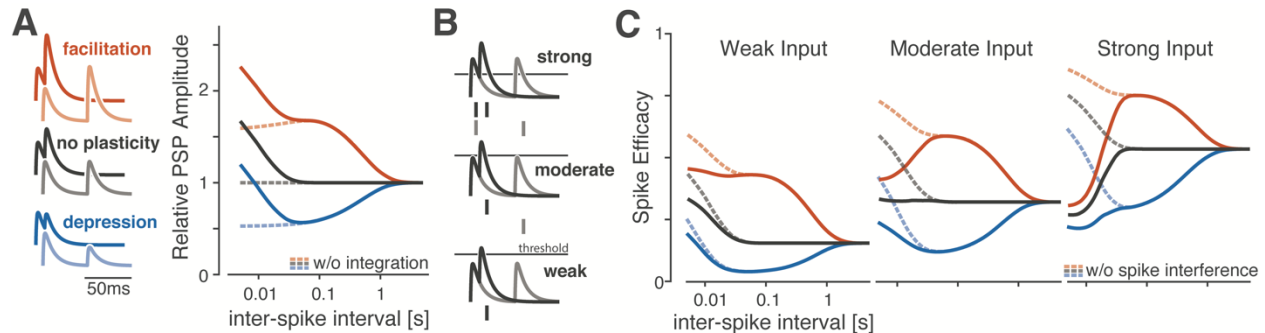 A
facilitation
no plasticity
depression
50ms
Relative PSP Amplitude
2
1
0
w/o integration
0.01
0.1
1
inter-spike interval [s]
B
strong
moderate
threshold
weak
C
Weak Input
Moderate Input
Strong Input
Spike Efficacy
1
0
0.01
0.1
1
inter-spike interval [s]
w/o spike interference